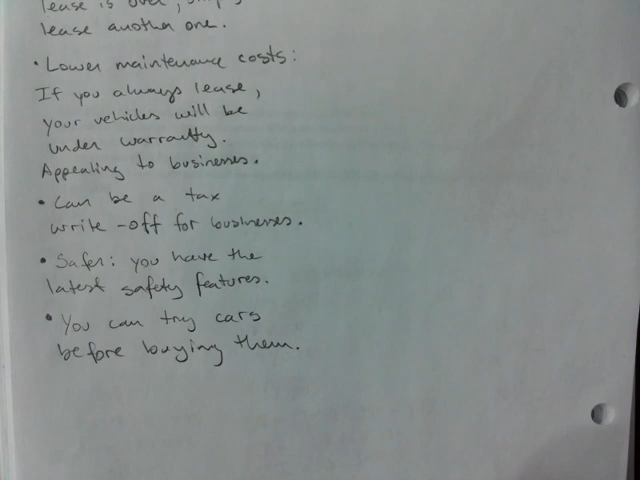 lease is over, simply
lease another one.
• Lower maintenance costs:
If you always lease,
your vehicles will be
under warranty.
Appealing to businesses.
• Can be a tax
write-off for businesses.
• Safer: you have the
latest safety features.
• You can try cars
before buying them.